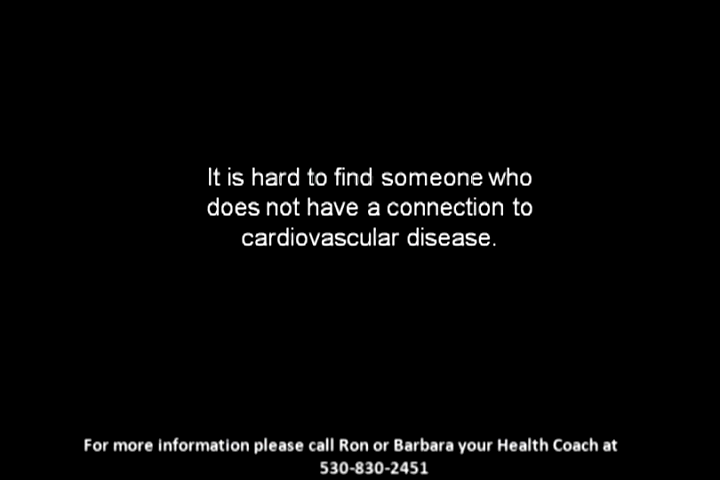 It is hard to find someone who
does not have a connection to
cardiovascular disease.
For more information please call Ron or Barbara your Health Coach at
530-830-2451